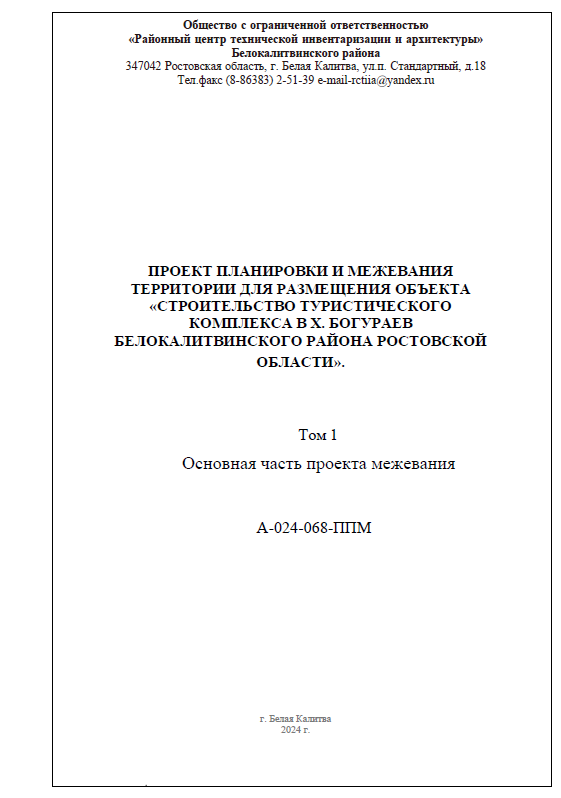 Общество с ограниченной ответственностью
«Районный центр технической инвентаризации и архитектуры»
Белокалитвинского района
347042 Ростовская область, г. Белая Калитва, ул.п. Стандартный, д.18
Тел.факс (8-86383) 2-51-39 e-mail-rctiia@yandex.ru
ПРОЕКТ ПЛАНИРОВКИ И МЕЖЕВАНИЯ
ТЕРРИТОРИИ ДЛЯ РАЗМЕЩЕНИЯ ОБЪЕКТА
«СТРОИТЕЛЬСТВО ТУРИСТИЧЕСКОГО
КОМПЛЕКСА В Х. БОГУРАЕВ
БЕЛОКАЛИТВИНСКОГО РАЙОНА РОСТОВСКОЙ
ОБЛАСТИ».
Том 1
Основная часть проекта межевания
А-024-068-ППМ
г. Белая Калитва
2024 г.